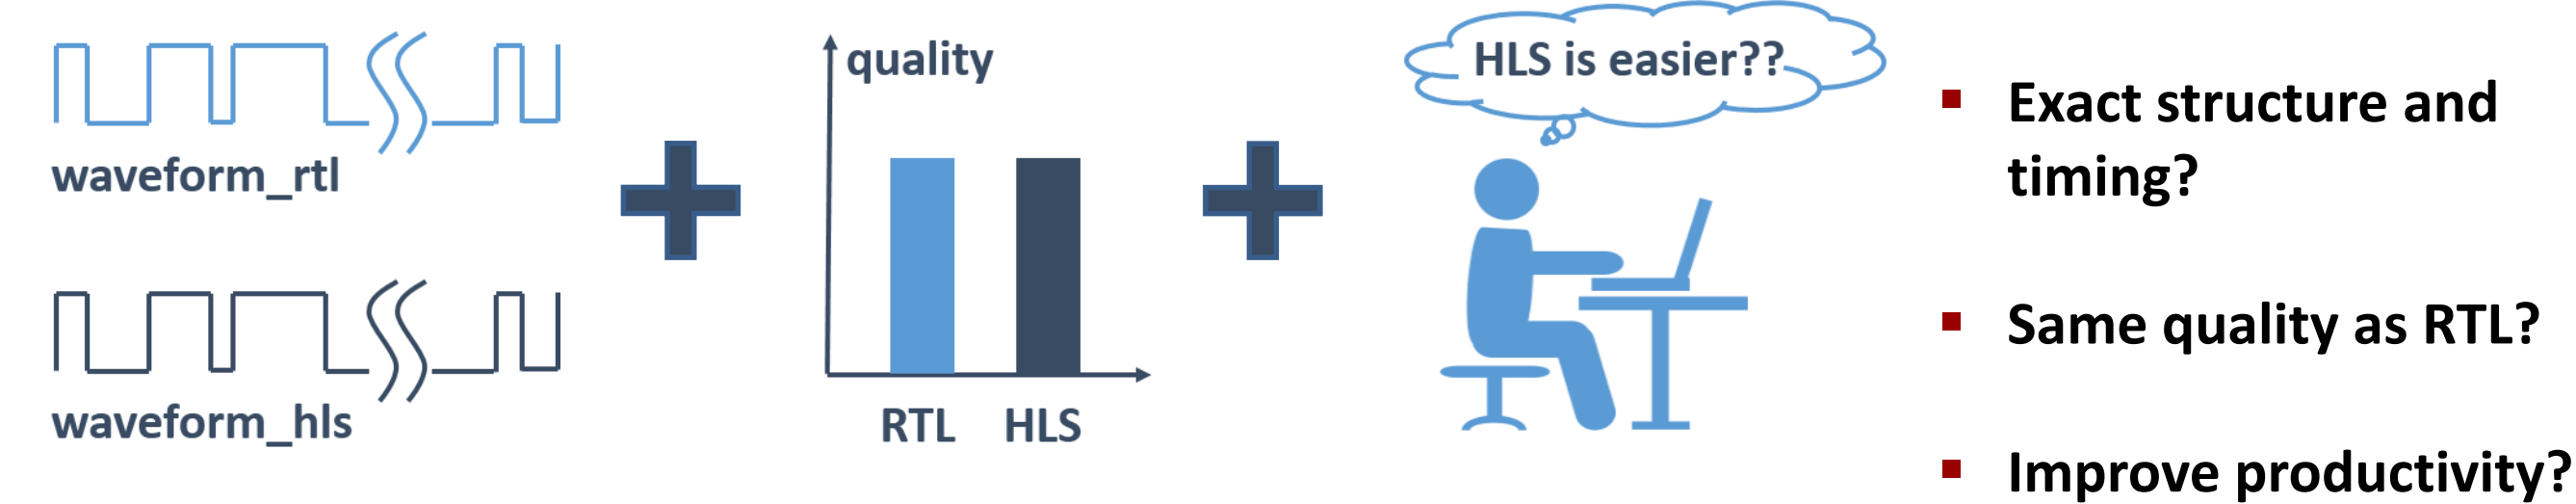 waveform_rtl
waveform_hls
quality
RTL HLS
HLS is easier??
Exact structure and
timing?
Same quality as RTL?
Improve productivity?